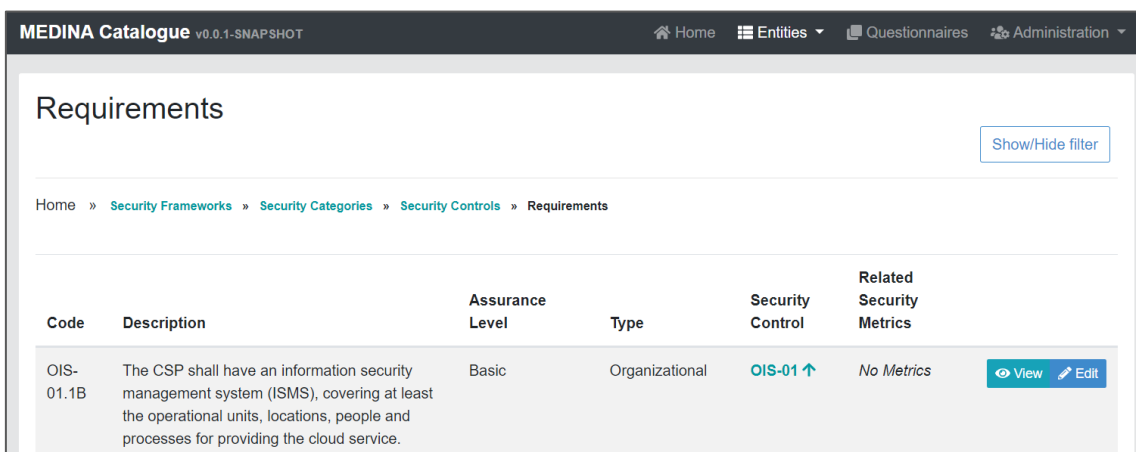 MEDINA Catalogue v0.0.1-SNAPSHOT Home Entities Questionnaires Administration
Requirements
Show/Hide filter
Home » Security Frameworks » Security Categories » Security Controls » Requirements
Code Description Assurance Level Type Security Control Related Security Metrics
OIS-01.1B
The CSP shall have an information security
management system (ISMS), covering at least
the operational units, locations, people and
processes for providing the cloud service.
Basic
Organizational
OIS-01
No Metrics
View Edit